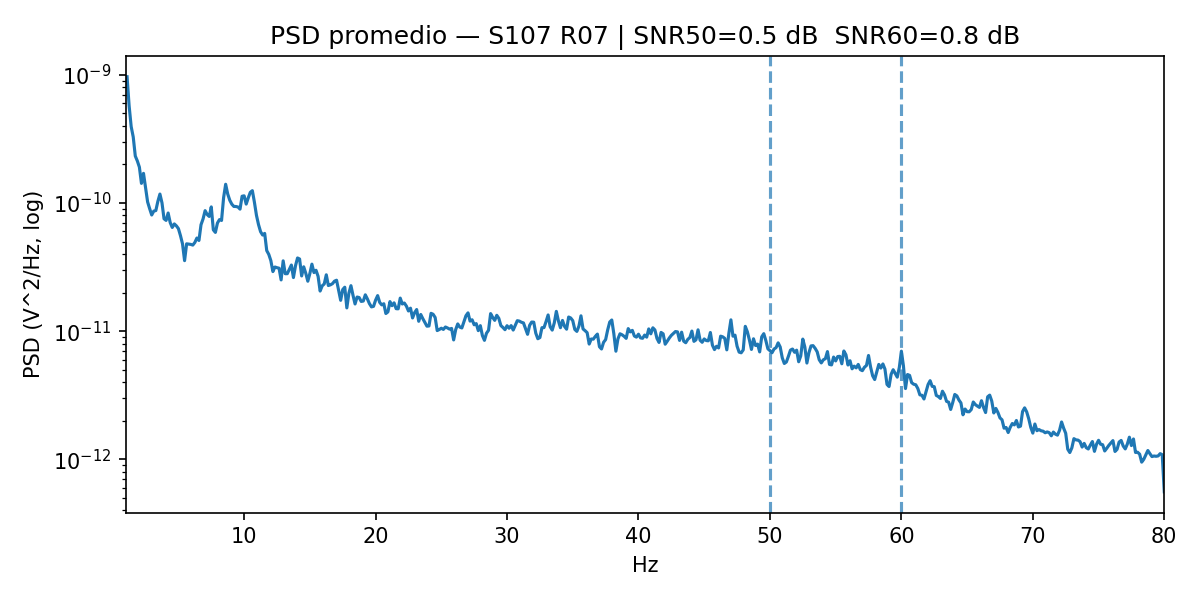 PSD promedio — S107 R07 | SNR50=0.5 dB  SNR60=0.8 dB
PSD (V^2/Hz, log)
10⁻⁹
10⁻¹⁰
10⁻¹¹
10⁻¹²
10 20 30 40 50 60 70 80
Hz